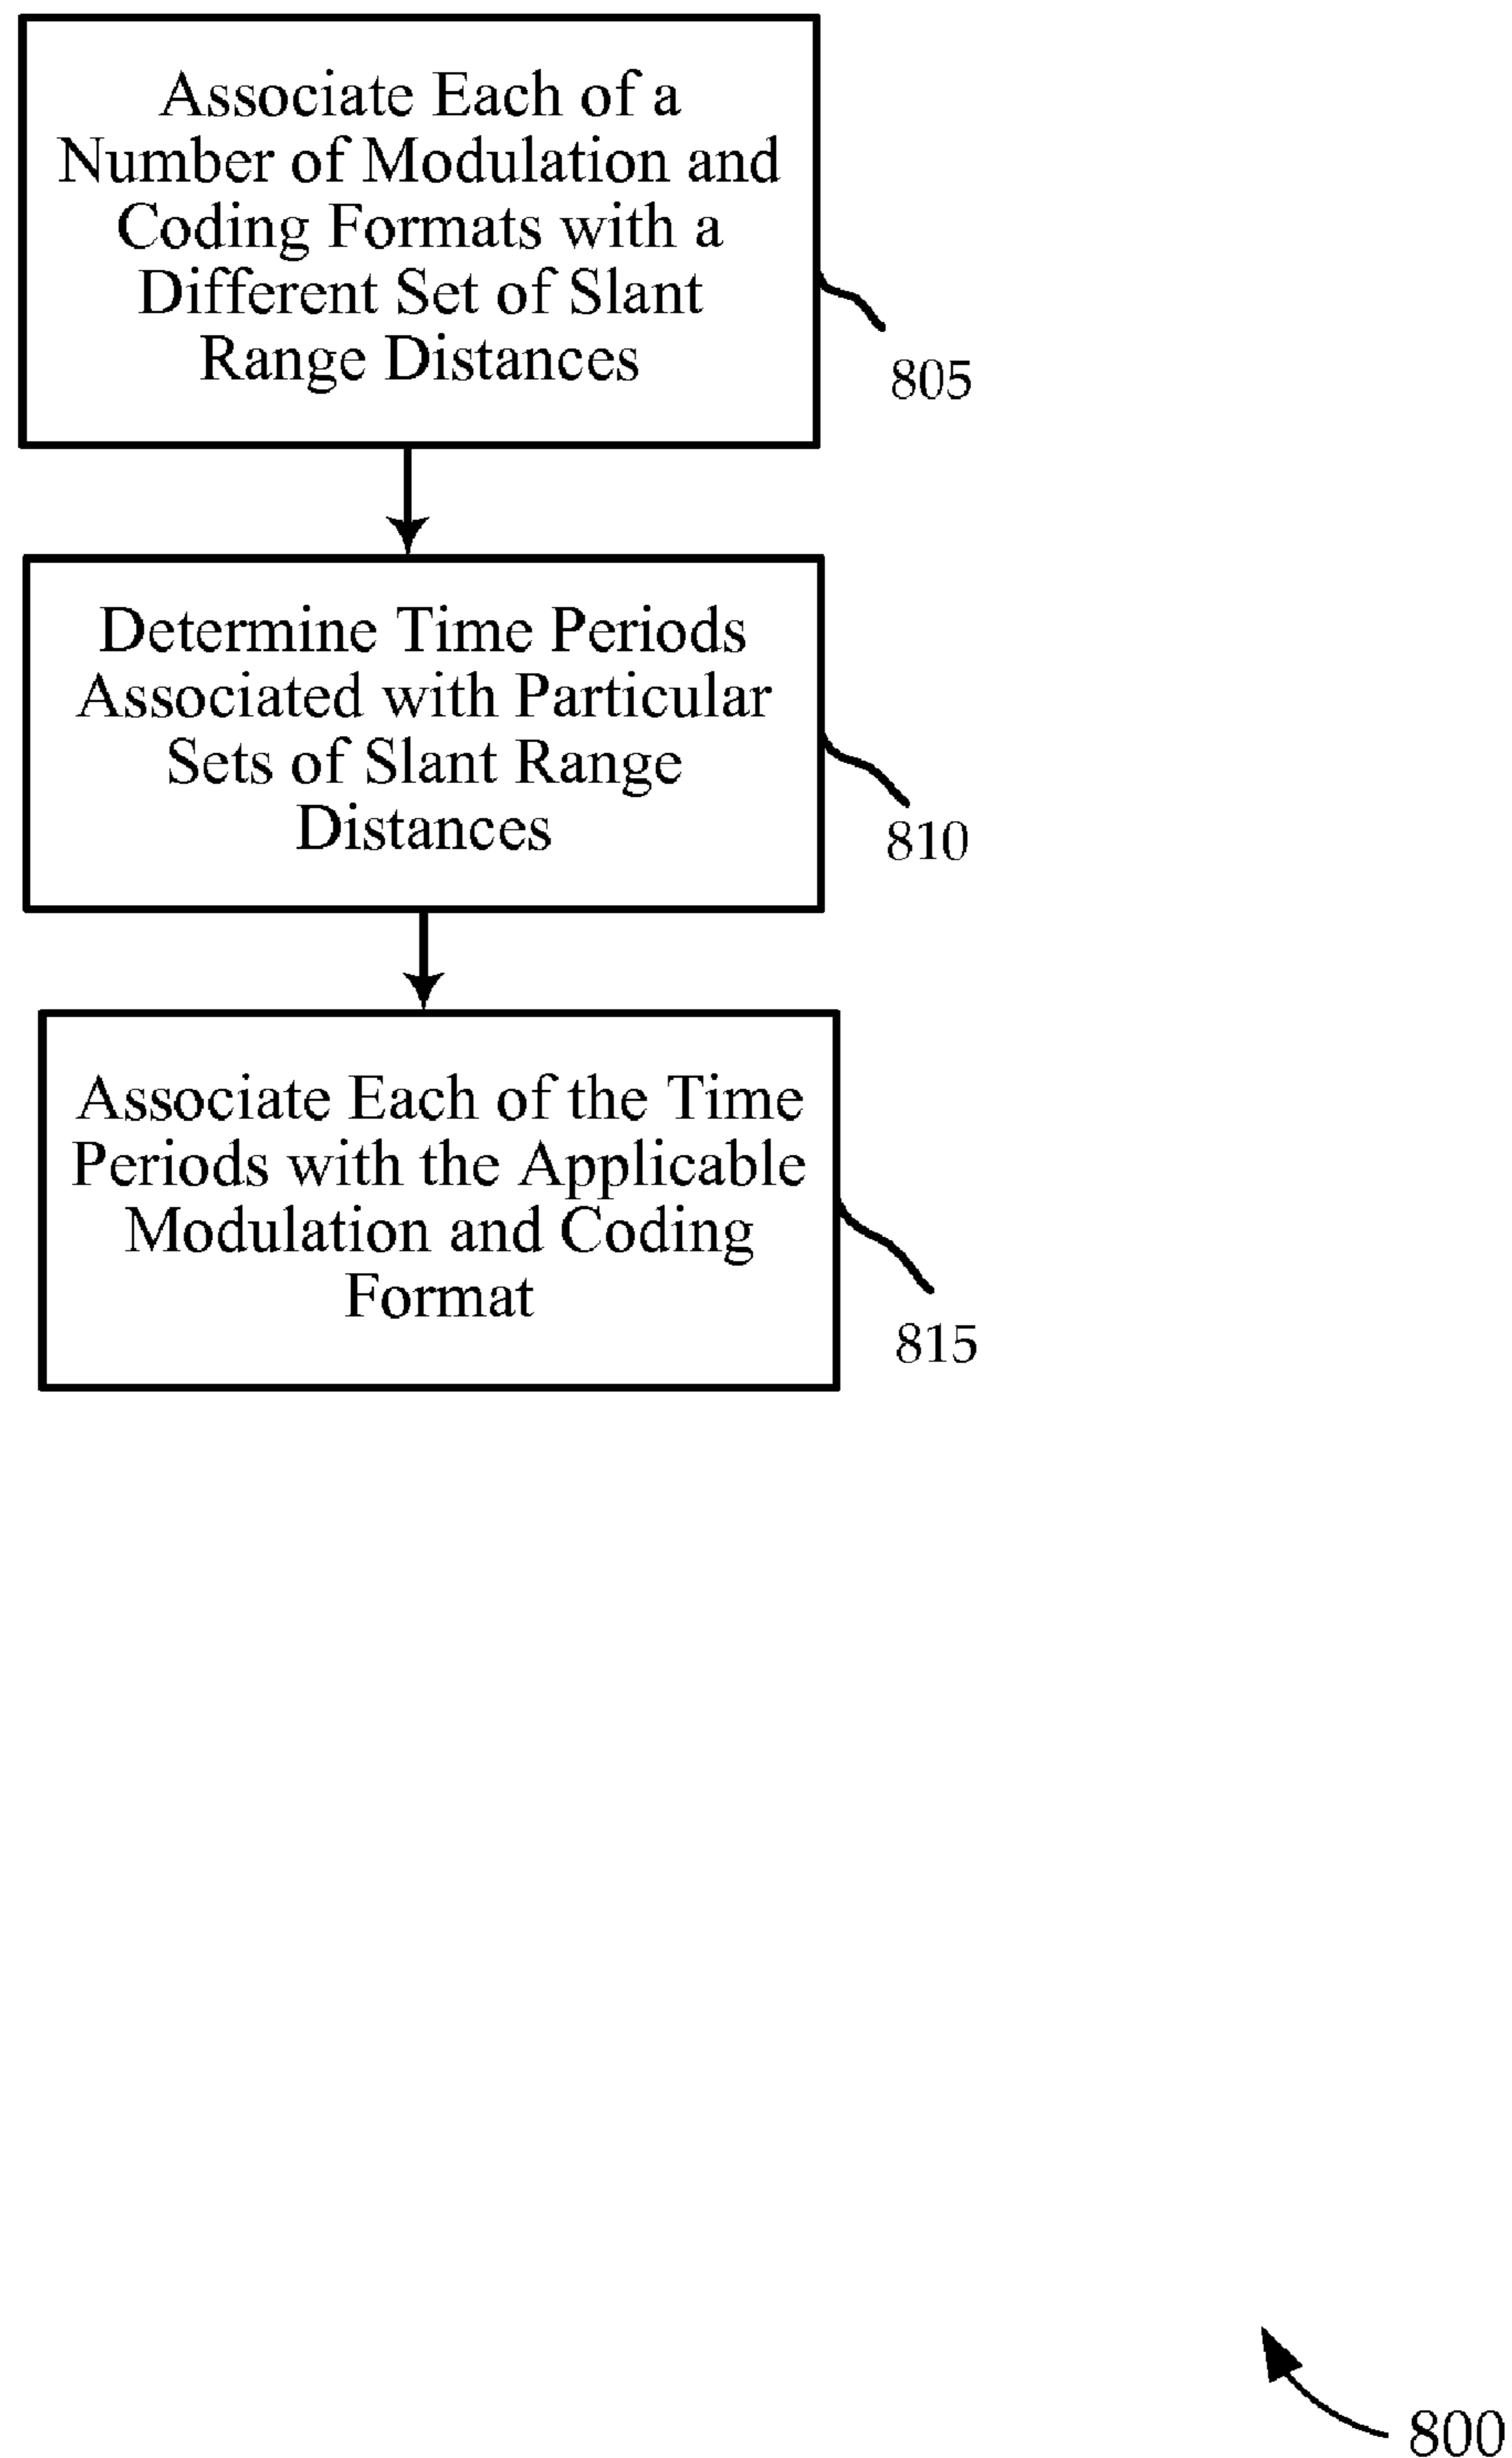 Associate Each of a
Number of Modulation and
Coding Formats with a
Different Set of Slant
Range Distances
805
Determine Time Periods
Associated with Particular
Sets of Slant Range
Distances
810
Associate Each of the Time
Periods with the Applicable
Modulation and Coding
Format
815
800